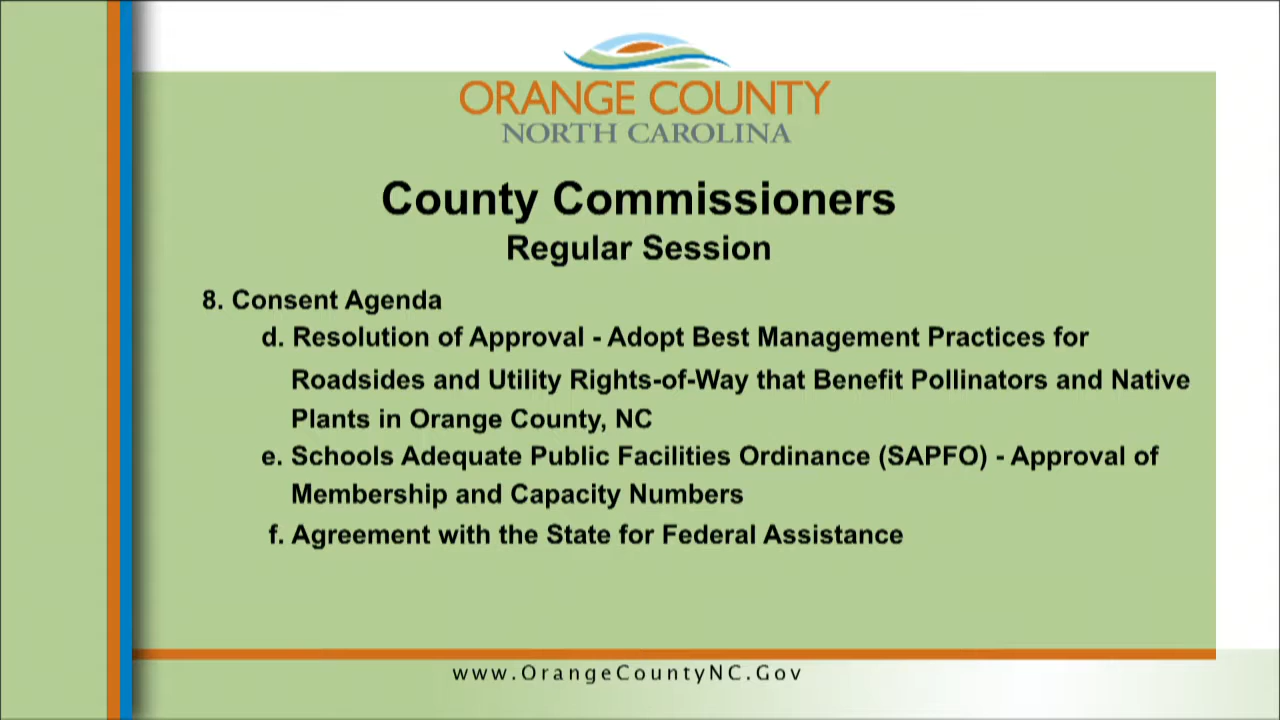 ORANGE COUNTY
NORTH CAROLINA
County Commissioners
Regular Session
8. Consent Agenda
d. Resolution of Approval - Adopt Best Management Practices for
Roadsides and Utility Rights-of-Way that Benefit Pollinators and Native
Plants in Orange County, NC
e. Schools Adequate Public Facilities Ordinance (SAPFO) - Approval of
Membership and Capacity Numbers
f. Agreement with the State for Federal Assistance
www.OrangeCountyNC.Gov